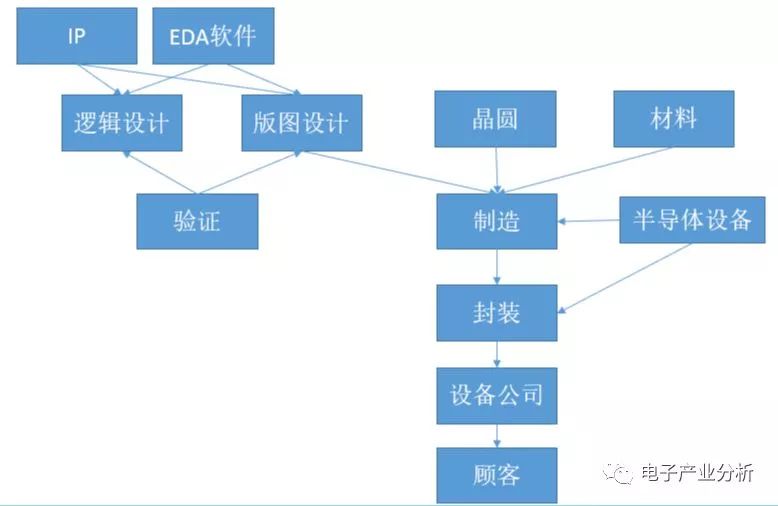 IP
EDA软件
逻辑设计
版图设计
晶圆
材料
验证
制造
半导体设备
封装
设备公司
顾客
电子产业分析